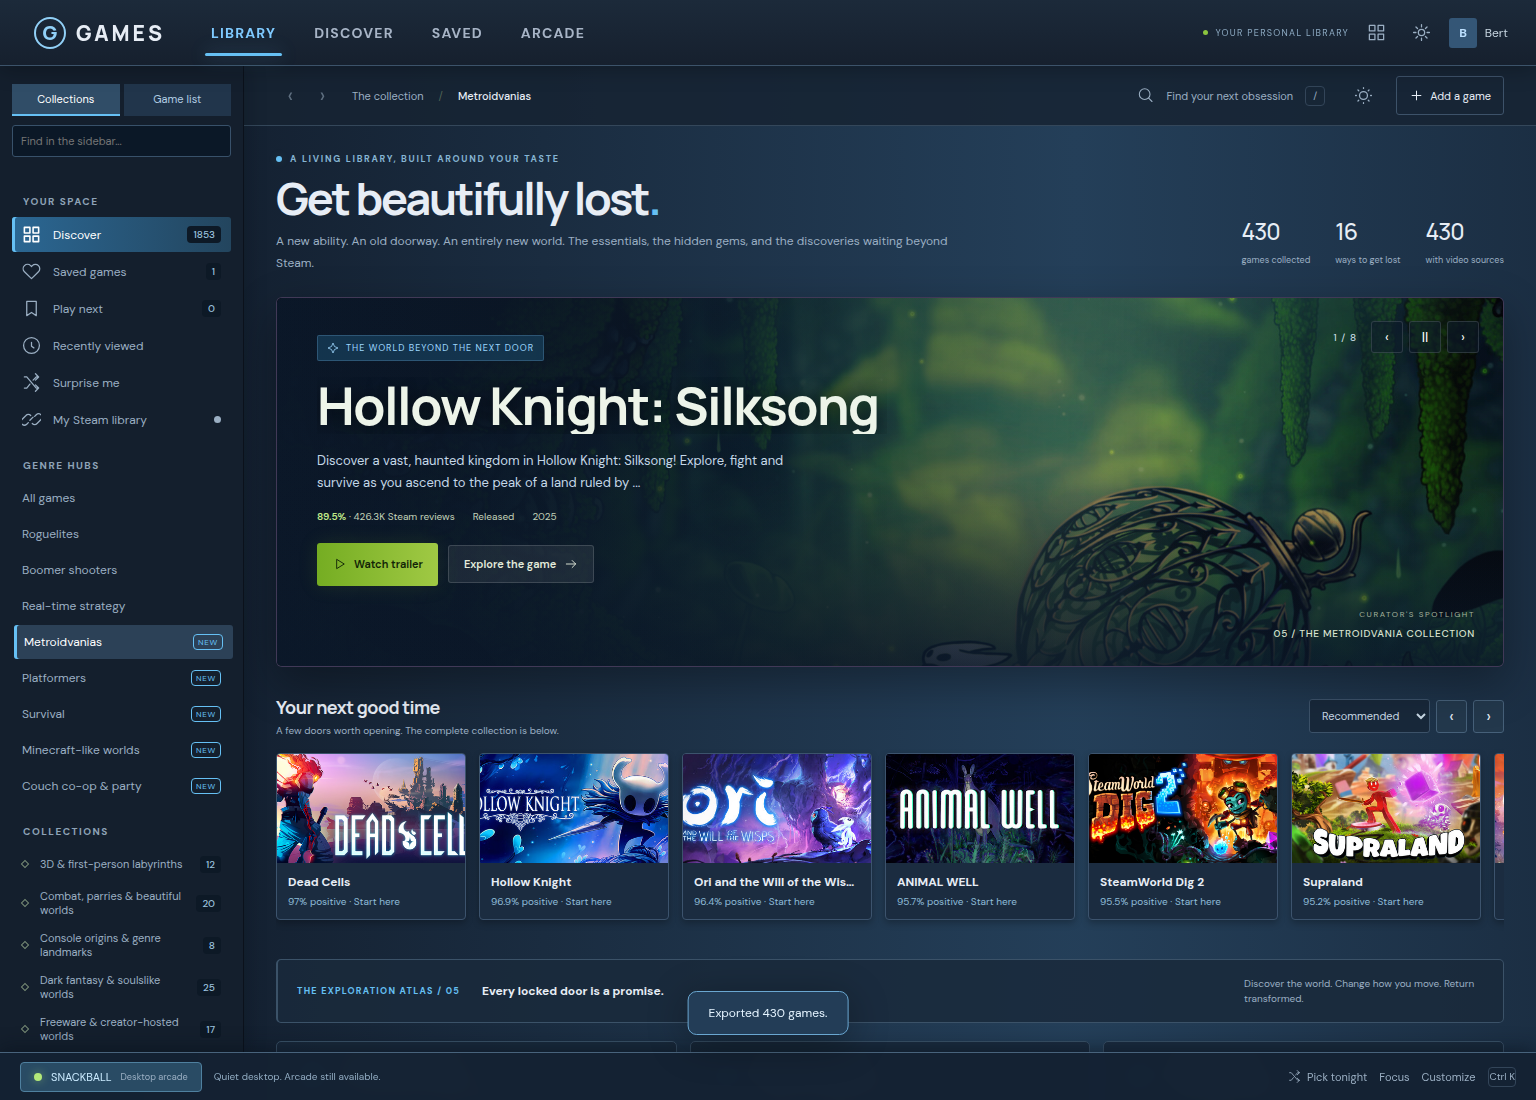 G GAMES
LIBRARY
DISCOVER
SAVED
ARCADE
YOUR PERSONAL LIBRARY
B
Bert
Collections
Game list
Find in the sidebar...
YOUR SPACE
Discover 1853
Saved games 1
Play next 0
Recently viewed
Surprise me
My Steam library
GENRE HUBS
All games
Roguelites
Boomer shooters
Real-time strategy
Metroidvanias NEW
Platformers NEW
Survival NEW
Minecraft-like worlds NEW
Couch co-op & party NEW
COLLECTIONS
3D & first-person labyrinths 12
Combat, parries & beautiful
worlds 20
Console origins & genre
landmarks 8
Dark fantasy & soulslike
worlds 25
Freeware & creator-hosted
worlds 17
‹ › The collection / Metroidvanias
Find your next obsession /
+ Add a game
A LIVING LIBRARY, BUILT AROUND YOUR TASTE
Get beautifully lost.
A new ability. An old doorway. An entirely new world. The essentials, the hidden gems, and the discoveries waiting beyond
Steam.
430 16 430
games collected ways to get lost with video sources
THE WORLD BEYOND THE NEXT DOOR
1 / 8 ‹ II ›
Hollow Knight: Silksong
Discover a vast, haunted kingdom in Hollow Knight: Silksong! Explore, fight and
survive as you ascend to the peak of a land ruled by ...
89.5% · 426.3K Steam reviews Released 2025
Watch trailer
Explore the game →
CURATOR'S SPOTLIGHT
05 / THE METROIDVANIA COLLECTION
Your next good time
A few doors worth opening. The complete collection is below.
Recommended ‹ ›
DEAD CELL
Dead Cells
97% positive · Start here
OLLOW KNIGHT
Hollow Knight
96.9% positive · Start here
ori
AND THE WILL OF THE WISPS
Ori and the Will of the Wis...
96.4% positive · Start here
ANIMAL WELL
ANIMAL WELL
95.7% positive · Start here
SteamWorld
DIG 2
SteamWorld Dig 2
95.5% positive · Start here
SUPRALAND
Supraland
95.2% positive · Start here
THE EXPLORATION ATLAS / 05
Every locked door is a promise.
Discover the world. Change how you move. Return
transformed.
Exported 430 games.
SNACKBALL Desktop arcade
Quiet desktop. Arcade still available.
Pick tonight
Focus
Customize
Ctrl K